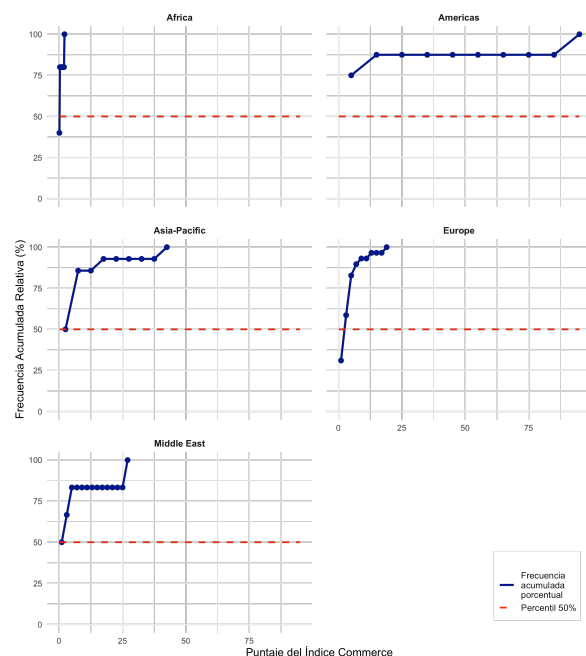 Africa
Americas
100
75
50
25
0
Asia-Pacific
Europe
100
75
50
25
0
Frecuencia Acumulada Relativa (%)
0
25
75
Middle East
100
75
50
25
0
0
25
50
75
Puntaje del Índice Commerce
Frecuencia
acumulada
porcentual
Percentil 50%